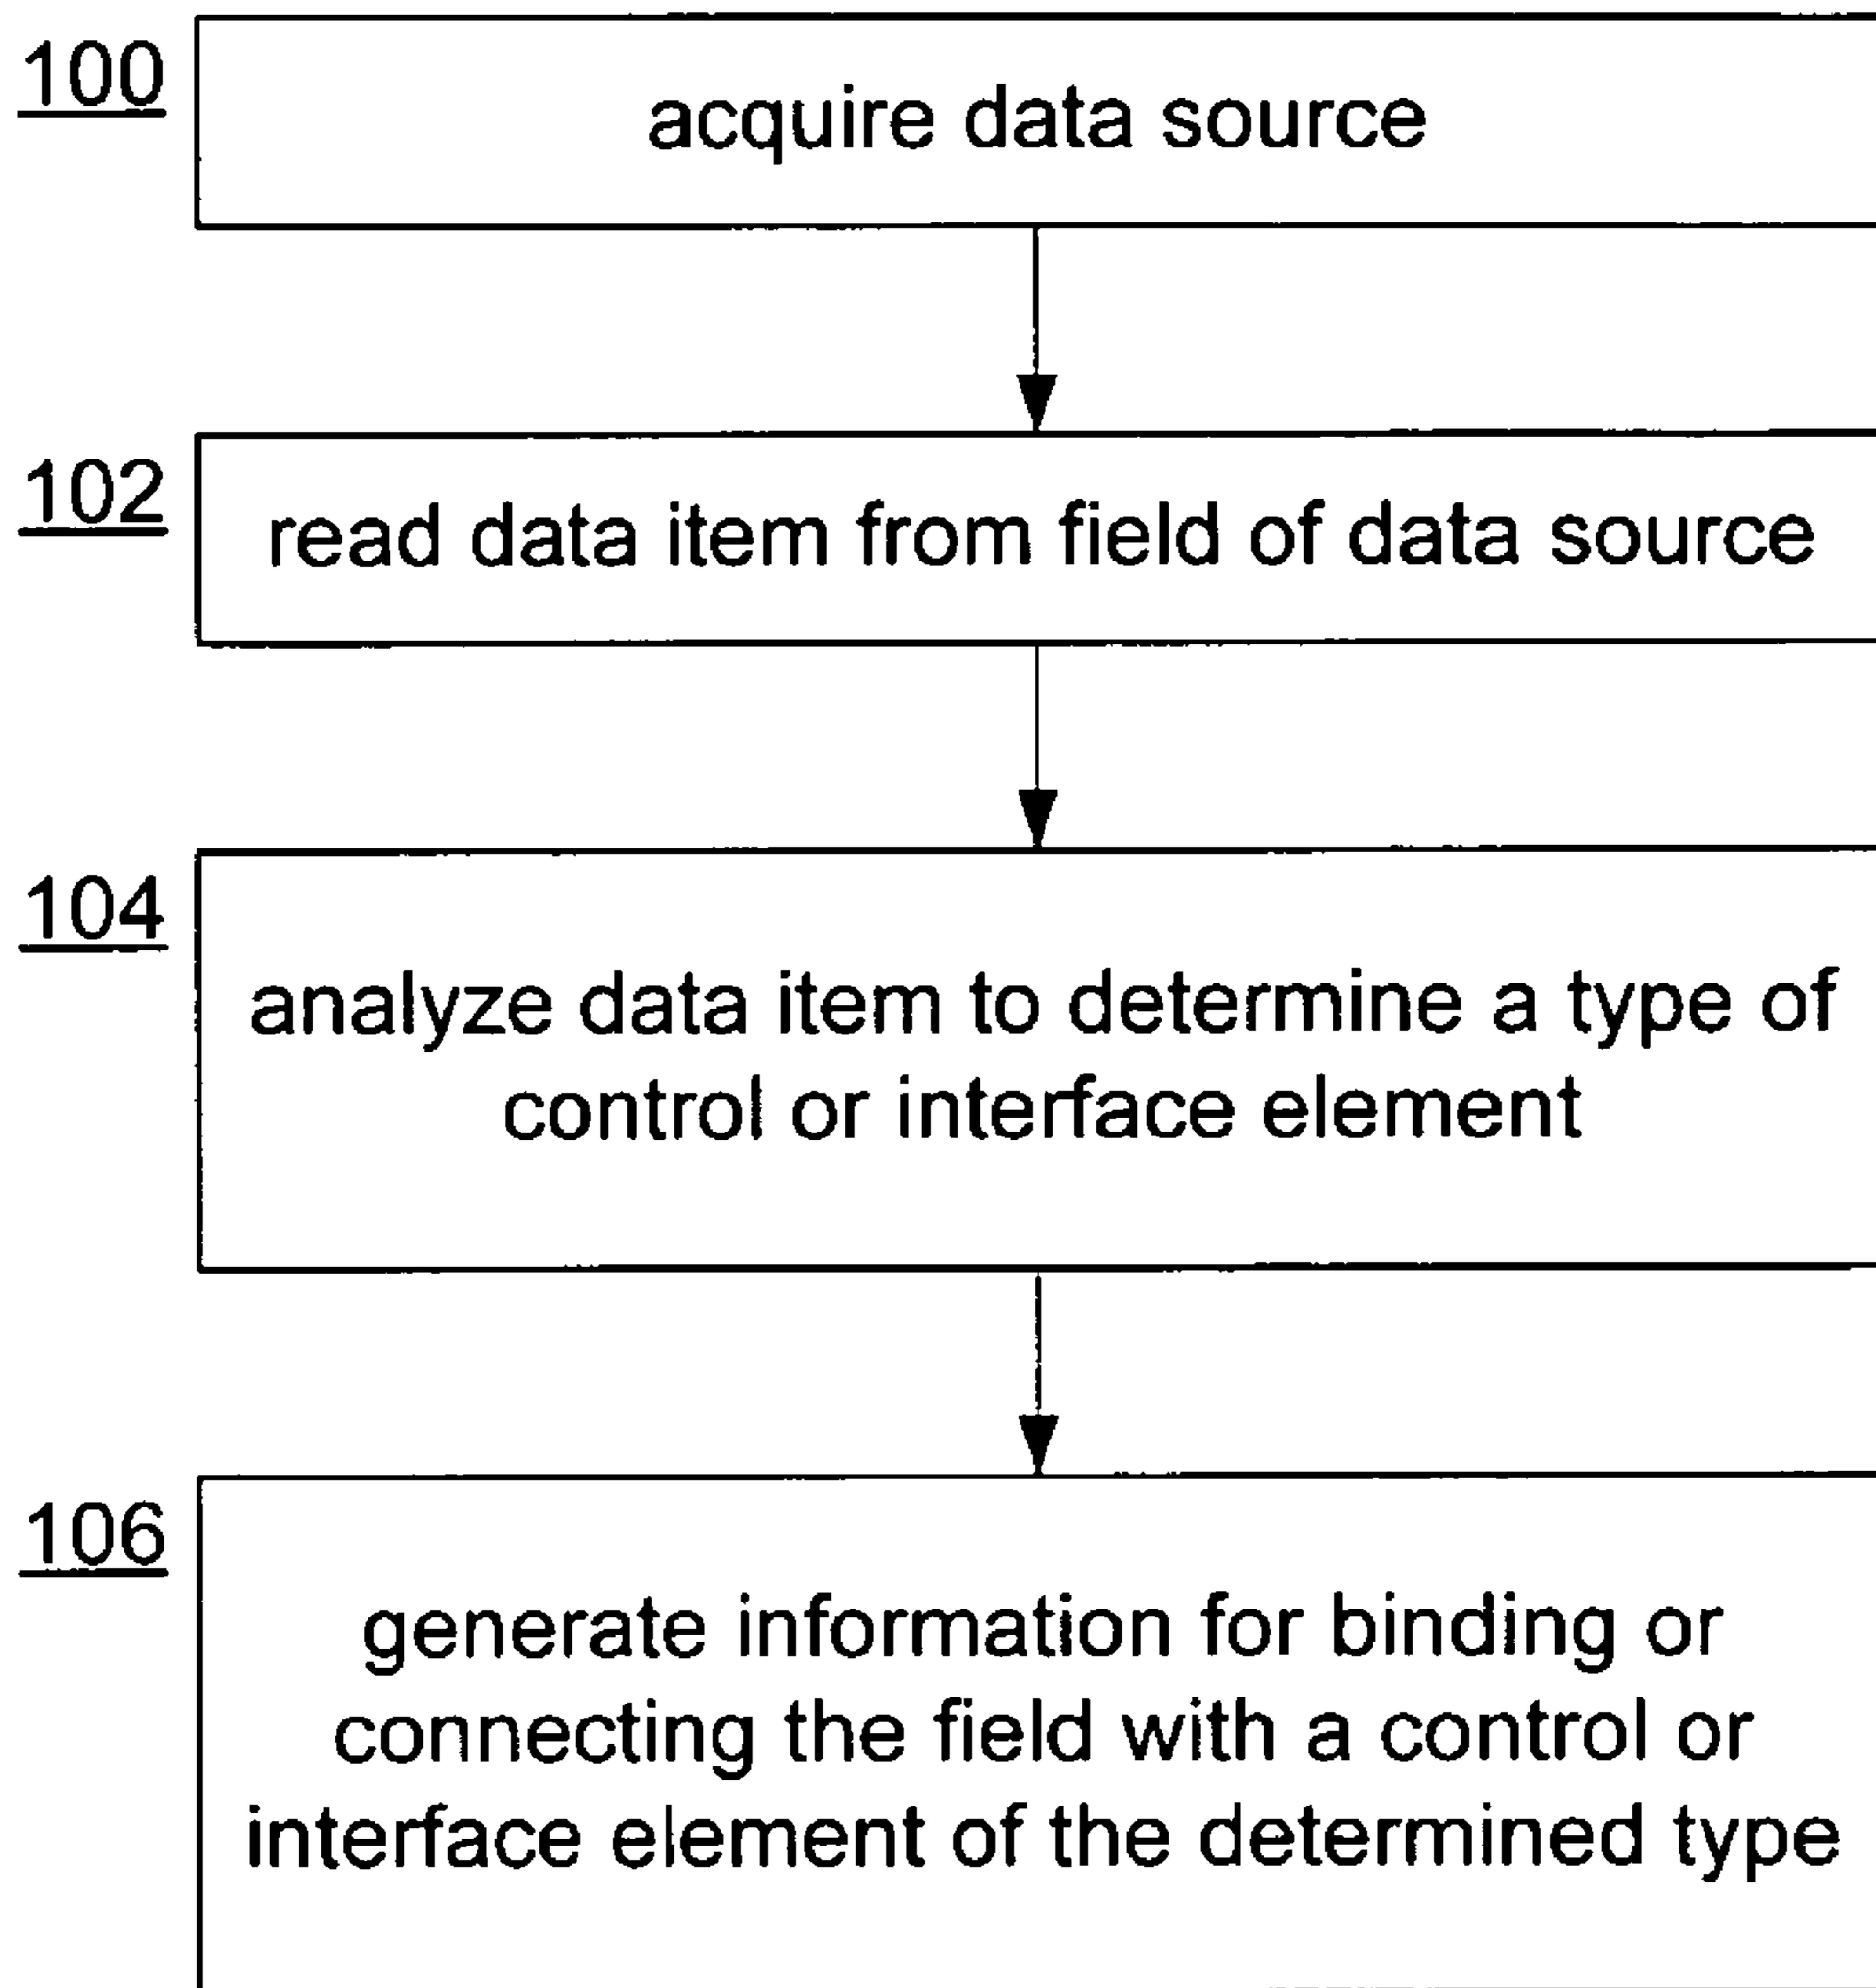 100
acquire data source
102
read data item from field of data source
104
analyze data item to determine a type of
control or interface element
106
generate information for binding or
connecting the field with a control or
interface element of the determined type